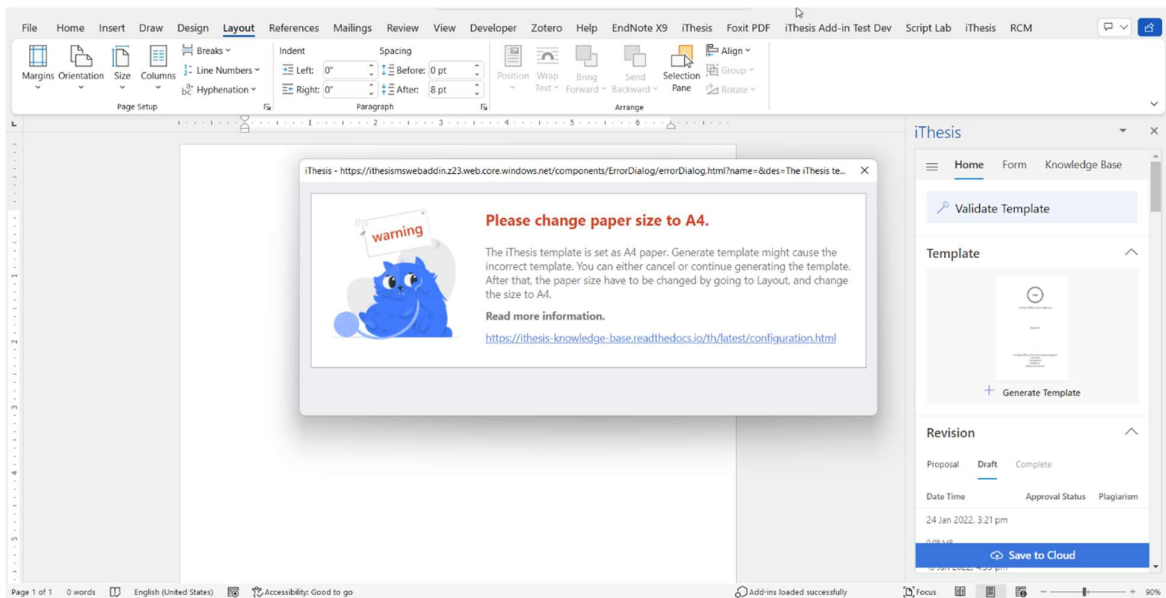 File Home Insert Draw Design Layout References Mailings Review View Developer Zotero Help EndNote X9 iThesis Foxit PDF iThesis Add-in Test Dev Script Lab iThesis RCM
Margins Orientation Size Columns
Breaks
Line Numbers
Hyphenation
Page Setup
Indent
Left: 0"
Right: 0"
Spacing
Before: 0 pt
After: 8 pt
Paragraph
Position Wrap Text Bring Forward Send Backward Selection Pane
Align
Group
Rotate
Arrange
1 2 3 4 5 6
iThesis - https://ithesismswebaddin.z23.web.core.windows.net/components/ErrorDialog/errorDialog.html?name=&des=The iThesis te...
warning
Please change paper size to A4.
The iThesis template is set as A4 paper. Generate template might cause the
incorrect template. You can either cancel or continue generating the template.
After that, the paper size have to be changed by going to Layout, and change
the size to A4.
Read more information.
https://ithesis-knowledge-base.readthedocs.io/th/latest/configuration.html
iThesis
Home Form Knowledge Base
Validate Template
Template
Generate Template
Revision
Proposal Draft Complete
Date Time Approval Status Plagiarism
24 Jan 2022, 3:21 pm
Save to Cloud
Page 1 of 1 0 words English (United States) Accessibility: Good to go Add-ins loaded successfully Focus 90%